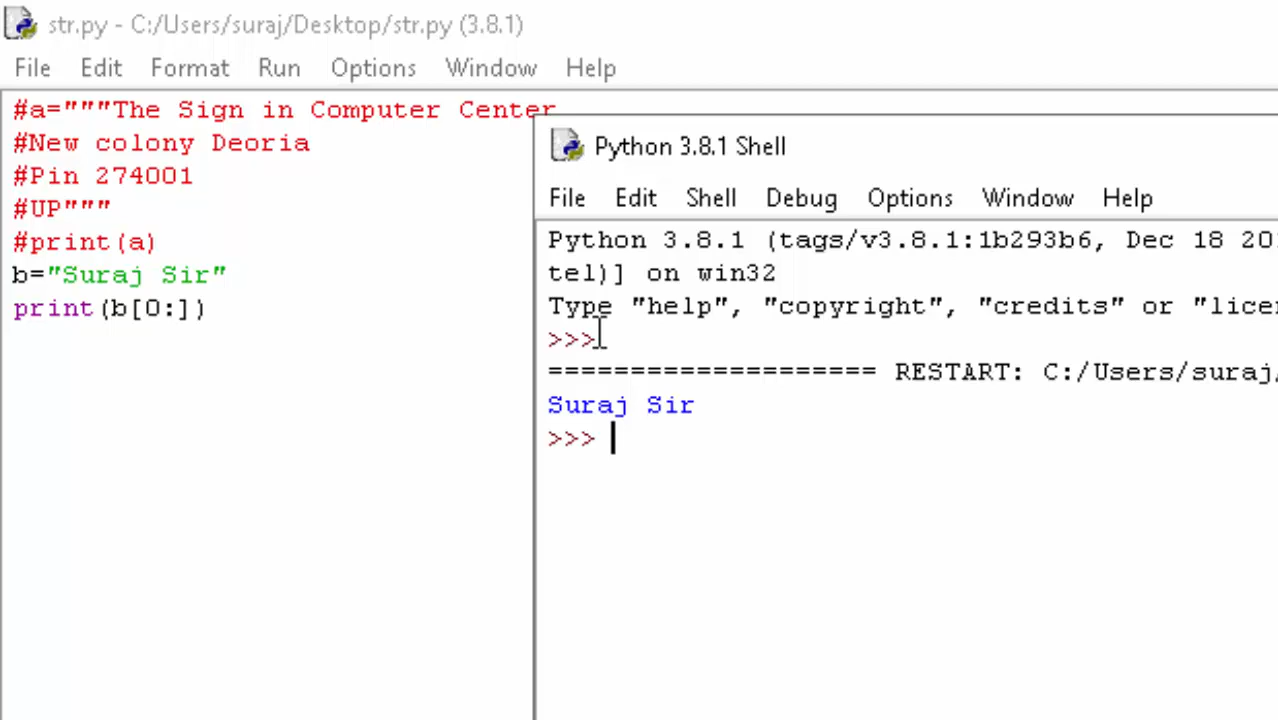 str.py - C:/Users/suraj/Desktop/str.py (3.8.1)
File Edit Format Run Options Window Help
#a="""The Sign in Computer Center
#New colony Deoria
#Pin 274001
#UP"""
#print(a)
b="Suraj Sir"
print(b[0:])
Python 3.8.1 Shell
File Edit Shell Debug Options Window Help
Python 3.8.1 (tags/v3.8.1:1b293b6, Dec 18 20
tel)] on win32
Type "help", "copyright", "credits" or "licen
>>>
==================== RESTART: C:/Users/suraj/
Suraj Sir
>>>